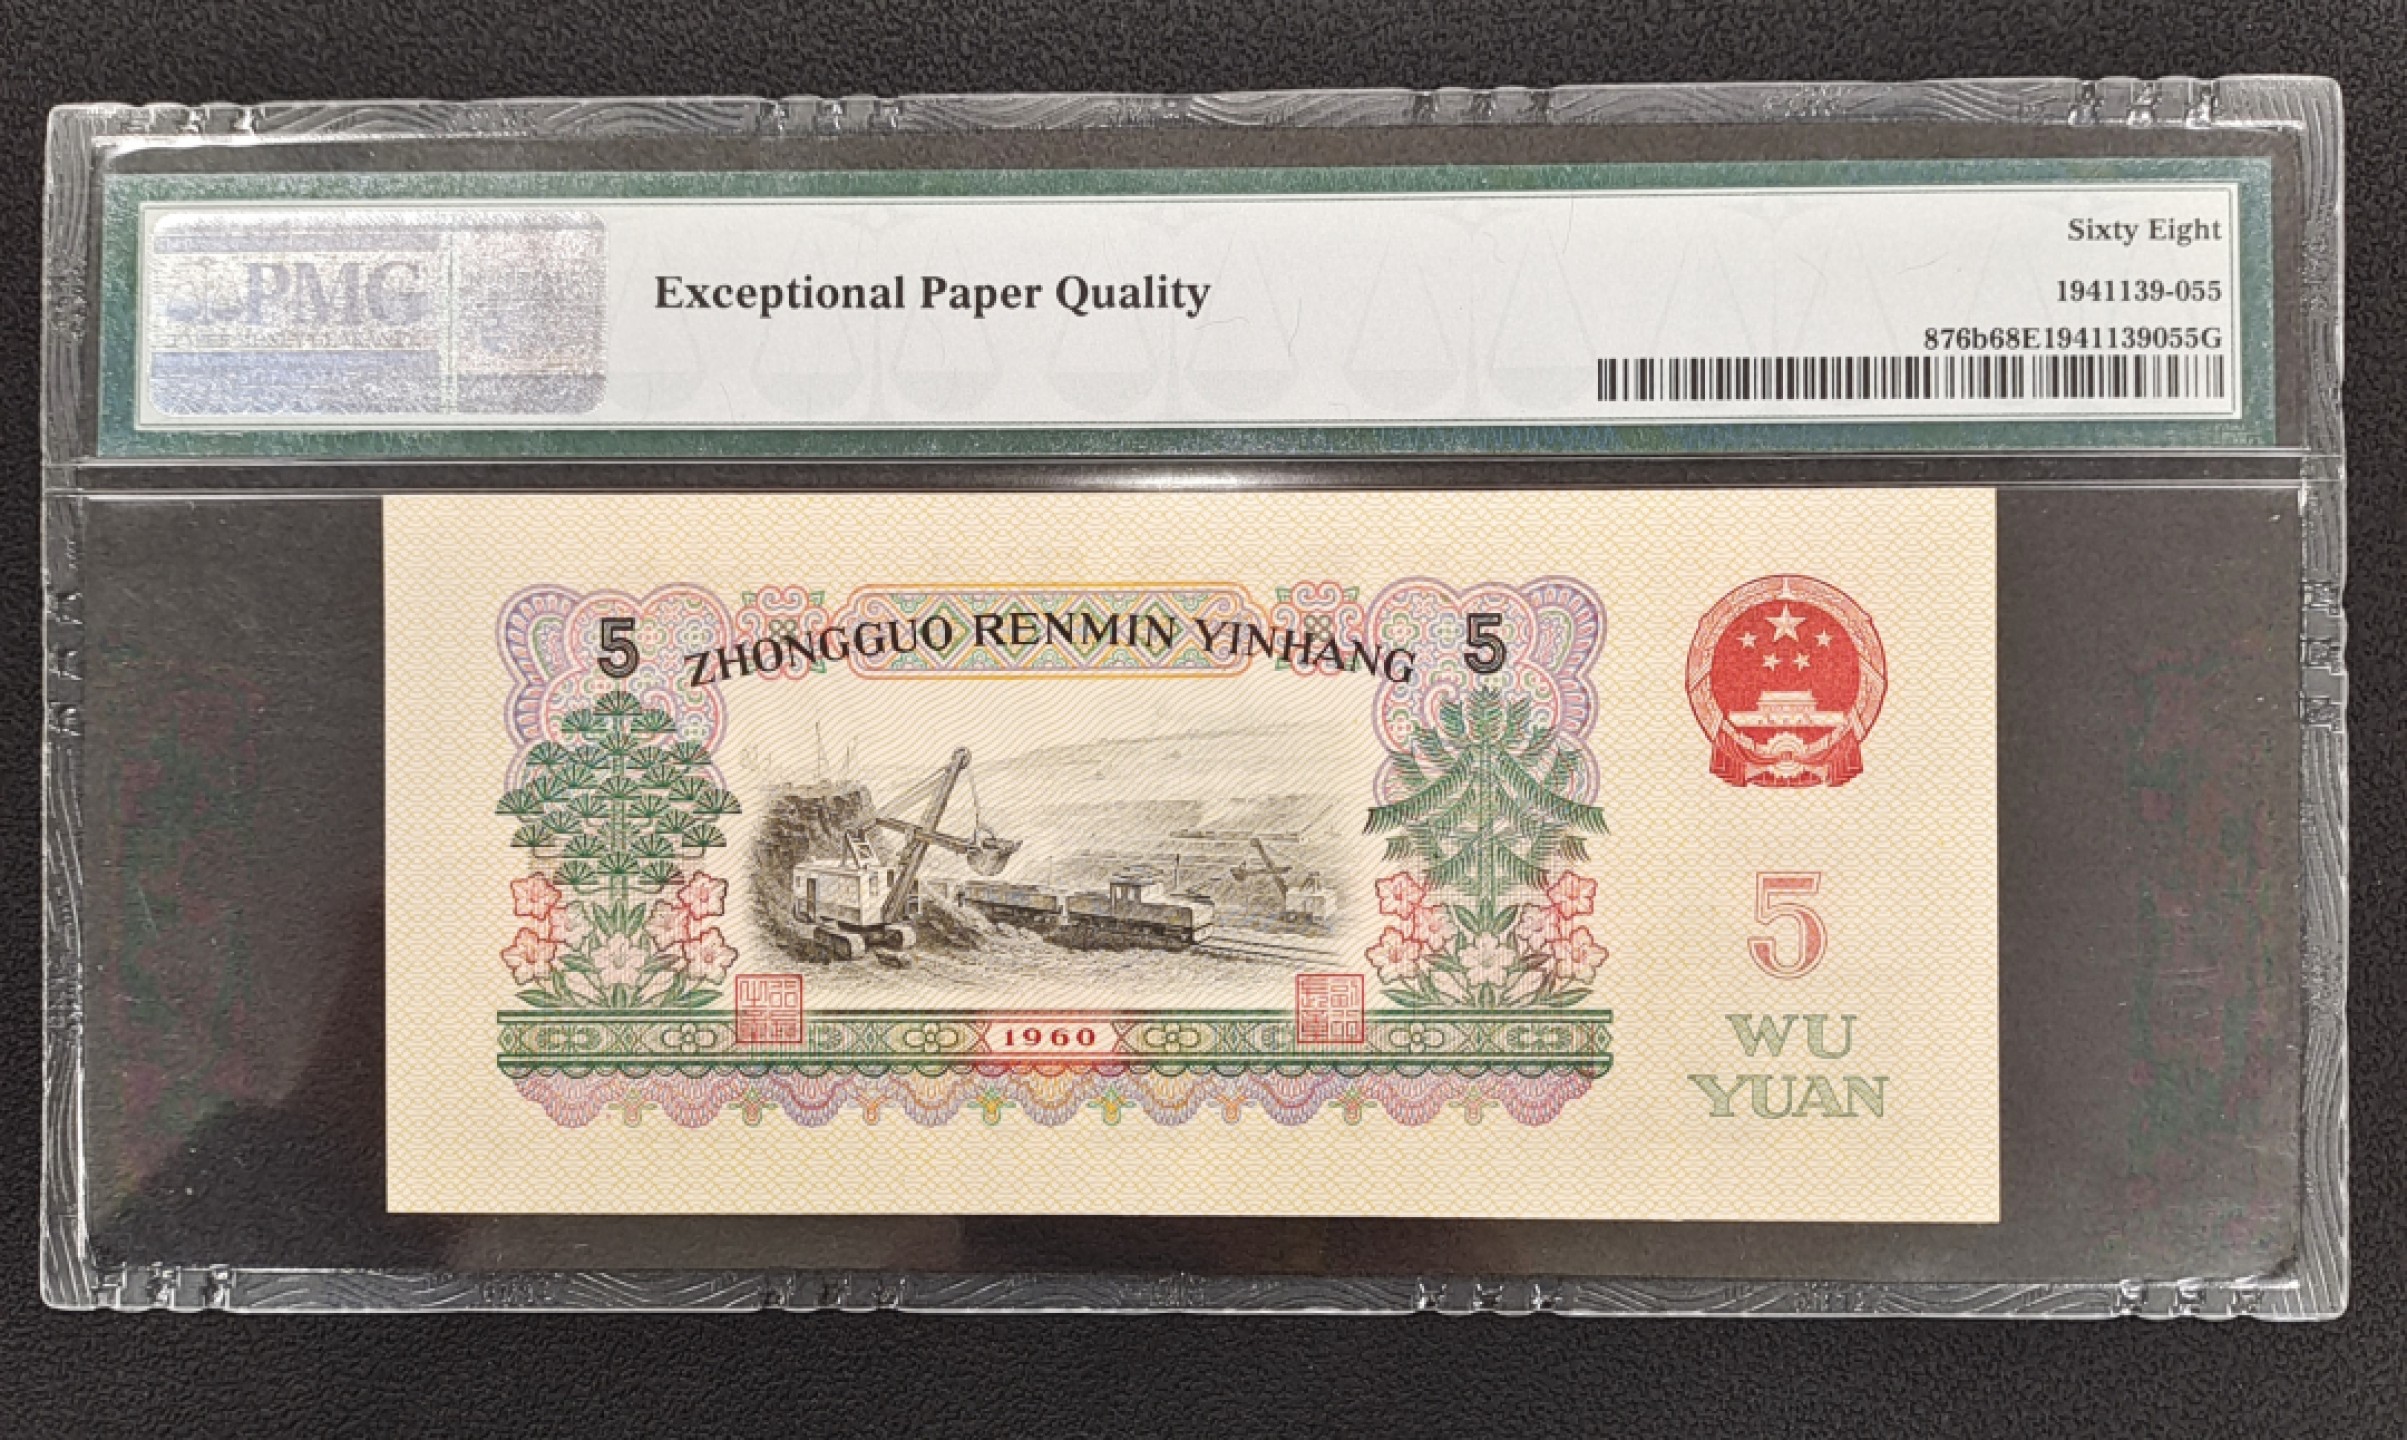 PMG
Exceptional Paper Quality
Sixty Eight
1941139-055
876b68E1941139055G
5 ZHONGGUO RENMIN YINHANG 5
5
WU
YUAN
1960